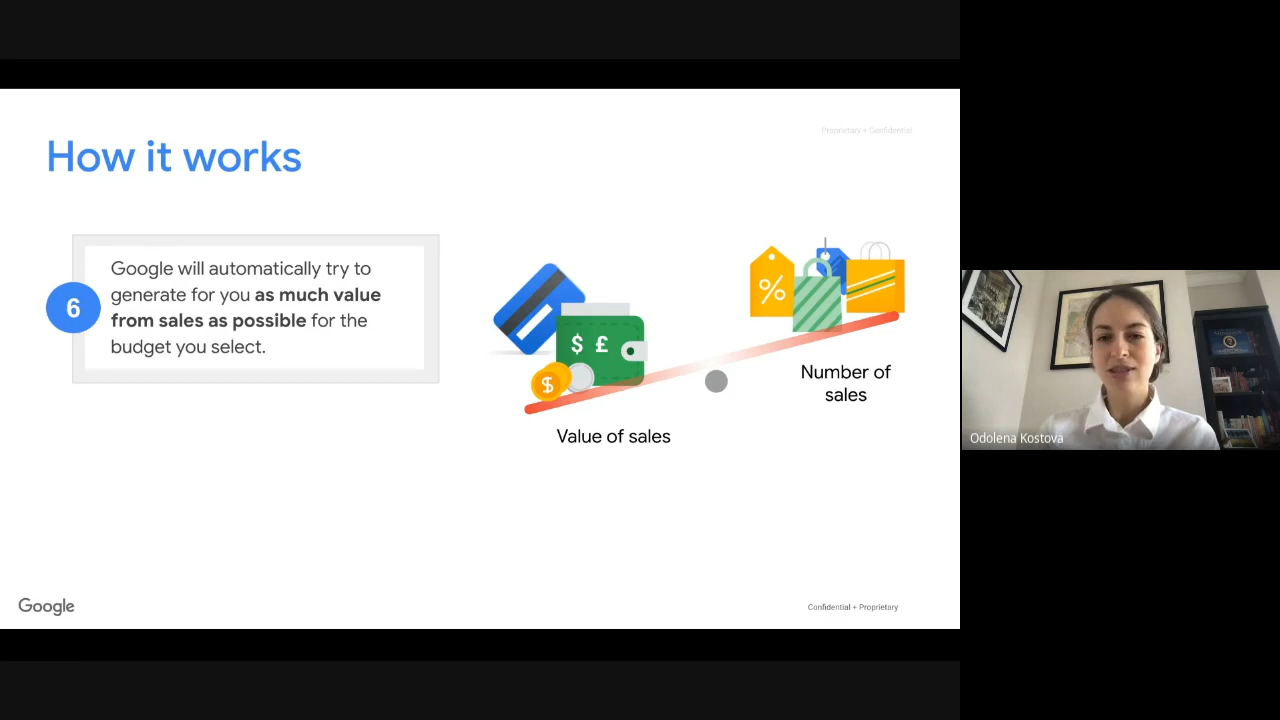 Proprietary + Confidential
How it works
6
Google will automatically try to
generate for you as much value
from sales as possible for the
budget you select.
%
$ £
$
Number of
sales
Value of sales
Odolena Kostova
Google
Confidential + Proprietary